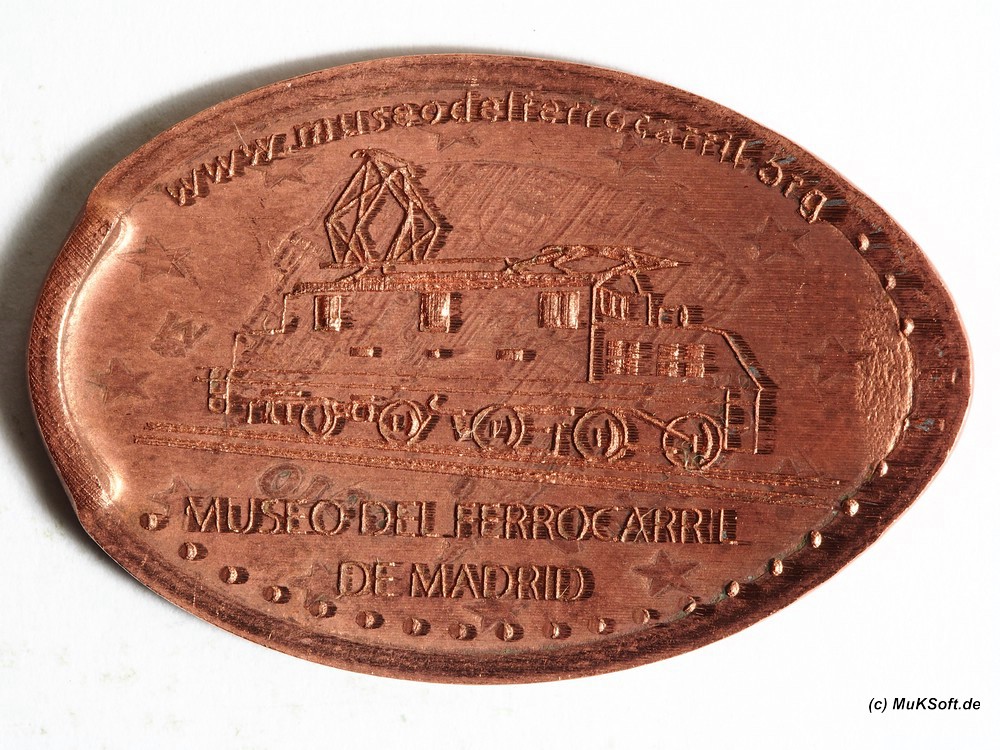 www.museodelferrocarril.org
MUSEO DEL FERROCARRIL
DE MADRID
(c) MuKSoft.de